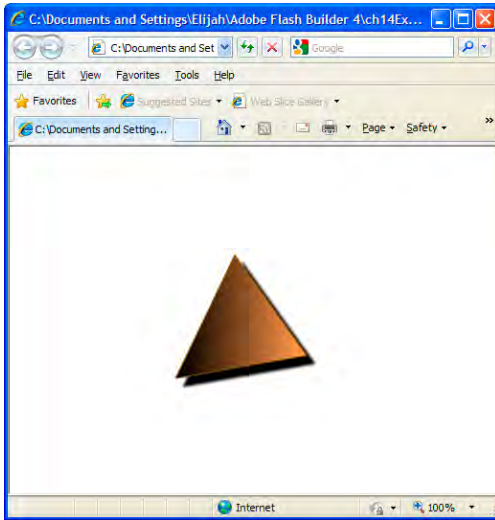 C:\Documents and Settings\Elijah\Adobe Flash Builder 4\ch14Ex...
C:\Documents and Set Google
File Edit View Favorites Tools Help
Favorites Suggested Sites Web Slice Gallery
C:\Documents and Setting... Page Safety »
Internet 100%